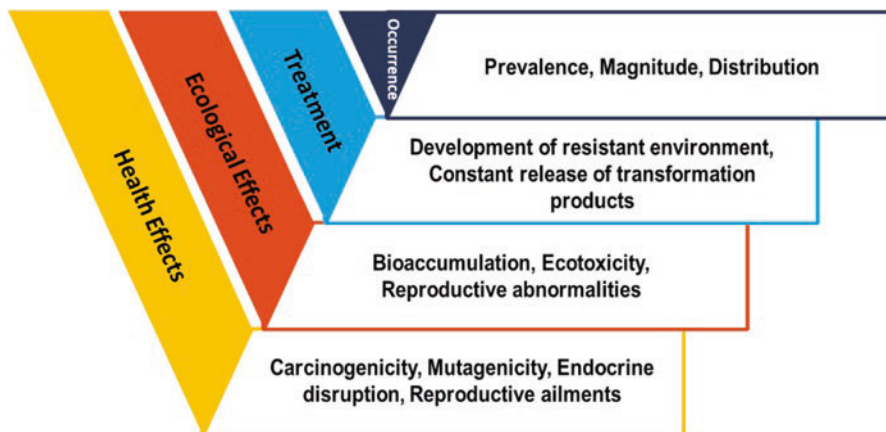 Occurrence
Prevalence, Magnitude, Distribution
Treatment
Development of resistant environment,
Constant release of transformation
products
Ecological Effects
Bioaccumulation, Ecotoxicity,
Reproductive abnormalities
Health Effects
Carcinogenicity, Mutagenicity, Endocrine
disruption, Reproductive ailments